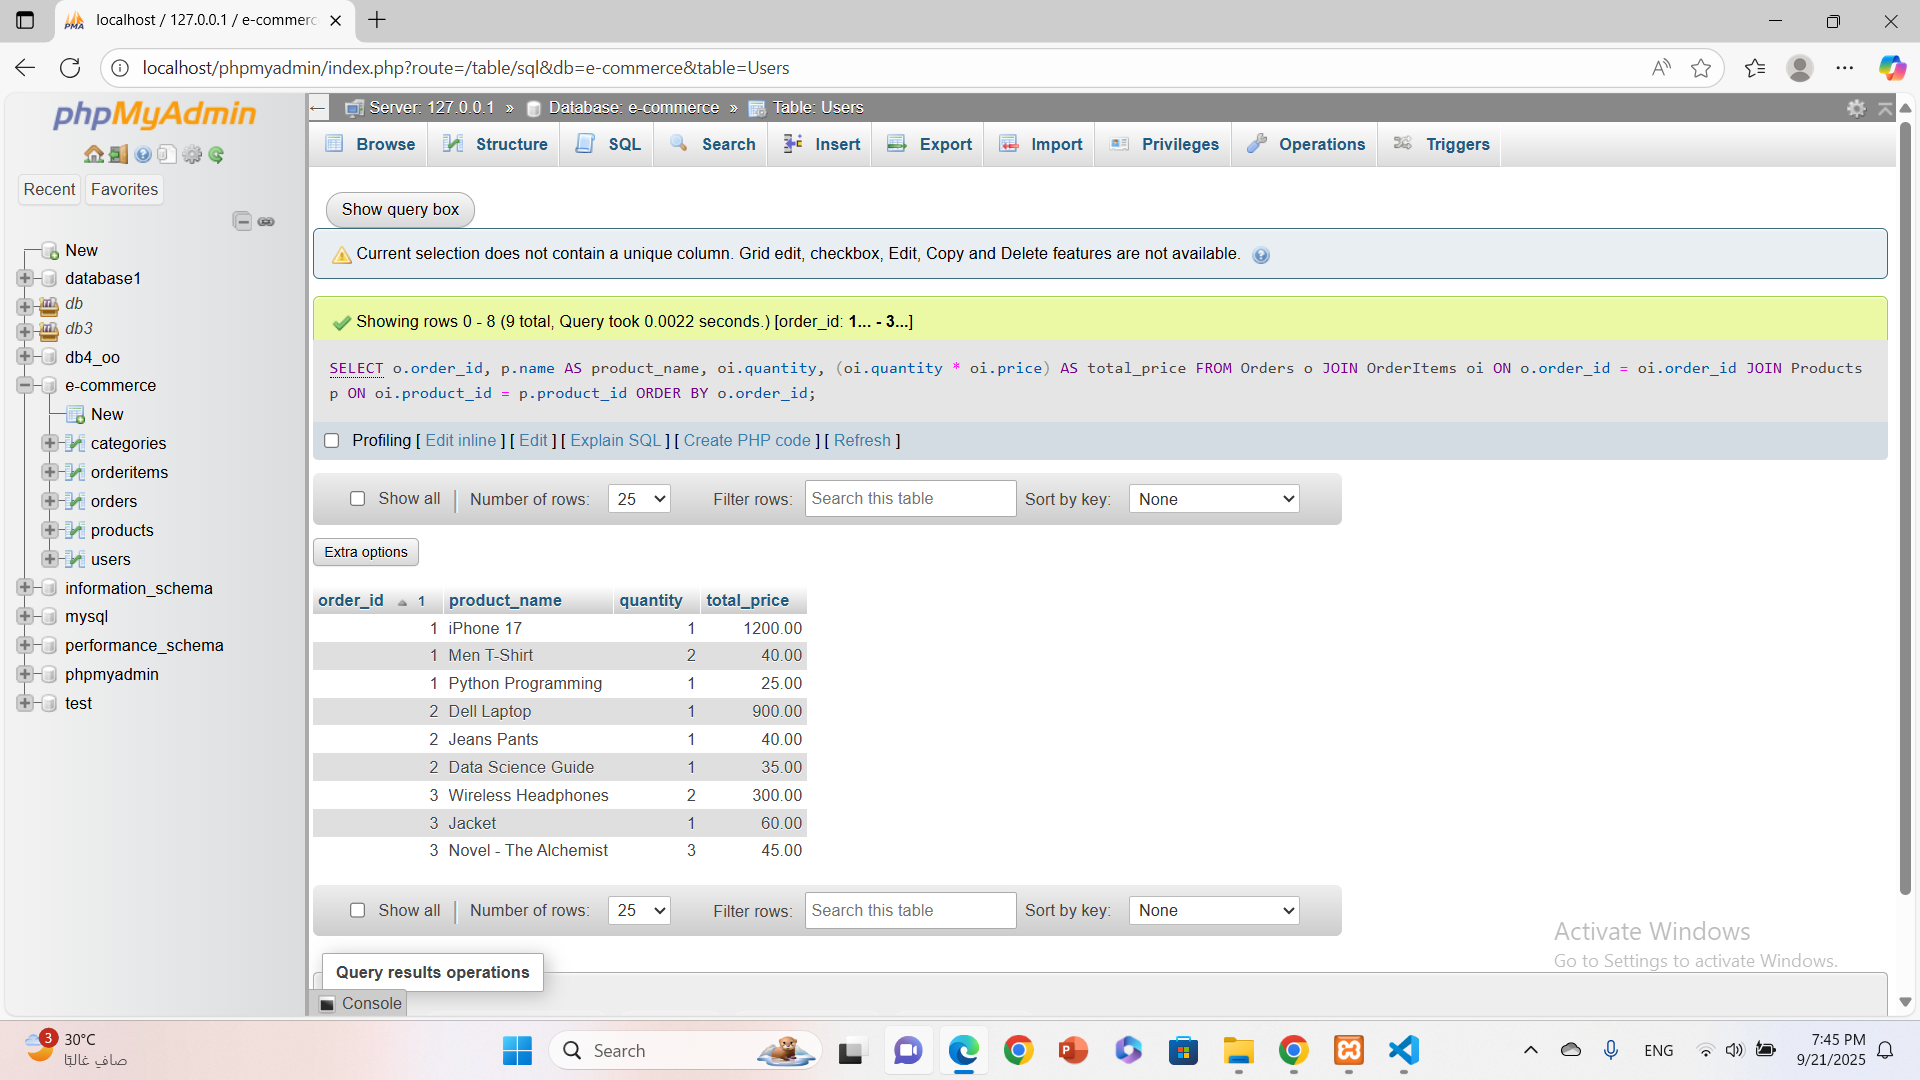 localhost / 127.0.0.1 / e-commerc
localhost/phpmyadmin/index.php?route=/table/sql&db=e-commerce&table=Users
phpMyAdmin
Server: 127.0.0.1 » Database: e-commerce » Table: Users
Browse Structure SQL Search Insert Export Import Privileges Operations Triggers
Recent Favorites
New
database1
db
db3
db4_oo
e-commerce
New
categories
orderitems
orders
products
users
information_schema
mysql
performance_schema
phpmyadmin
test
Show query box
Current selection does not contain a unique column. Grid edit, checkbox, Edit, Copy and Delete features are not available.
Showing rows 0 - 8 (9 total, Query took 0.0022 seconds.) [order_id: 1... - 3...]
SELECT o.order_id, p.name AS product_name, oi.quantity, (oi.quantity * oi.price) AS total_price FROM Orders o JOIN OrderItems oi ON o.order_id = oi.order_id JOIN Products
p ON oi.product_id = p.product_id ORDER BY o.order_id;
Profiling [ Edit inline ] [ Edit ] [ Explain SQL ] [ Create PHP code ] [ Refresh ]
Show all Number of rows: 25 Filter rows: Search this table Sort by key: None
Extra options
order_id 1 product_name quantity total_price
1 iPhone 17 1 1200.00
1 Men T-Shirt 2 40.00
1 Python Programming 1 25.00
2 Dell Laptop 1 900.00
2 Jeans Pants 1 40.00
2 Data Science Guide 1 35.00
3 Wireless Headphones 2 300.00
3 Jacket 1 60.00
3 Novel - The Alchemist 3 45.00
Show all Number of rows: 25 Filter rows: Search this table Sort by key: None
Query results operations
Console
Activate Windows
Go to Settings to activate Windows.
3
30°C
صافٍ غالبًا
Search
ENG
7:45 PM
9/21/2025